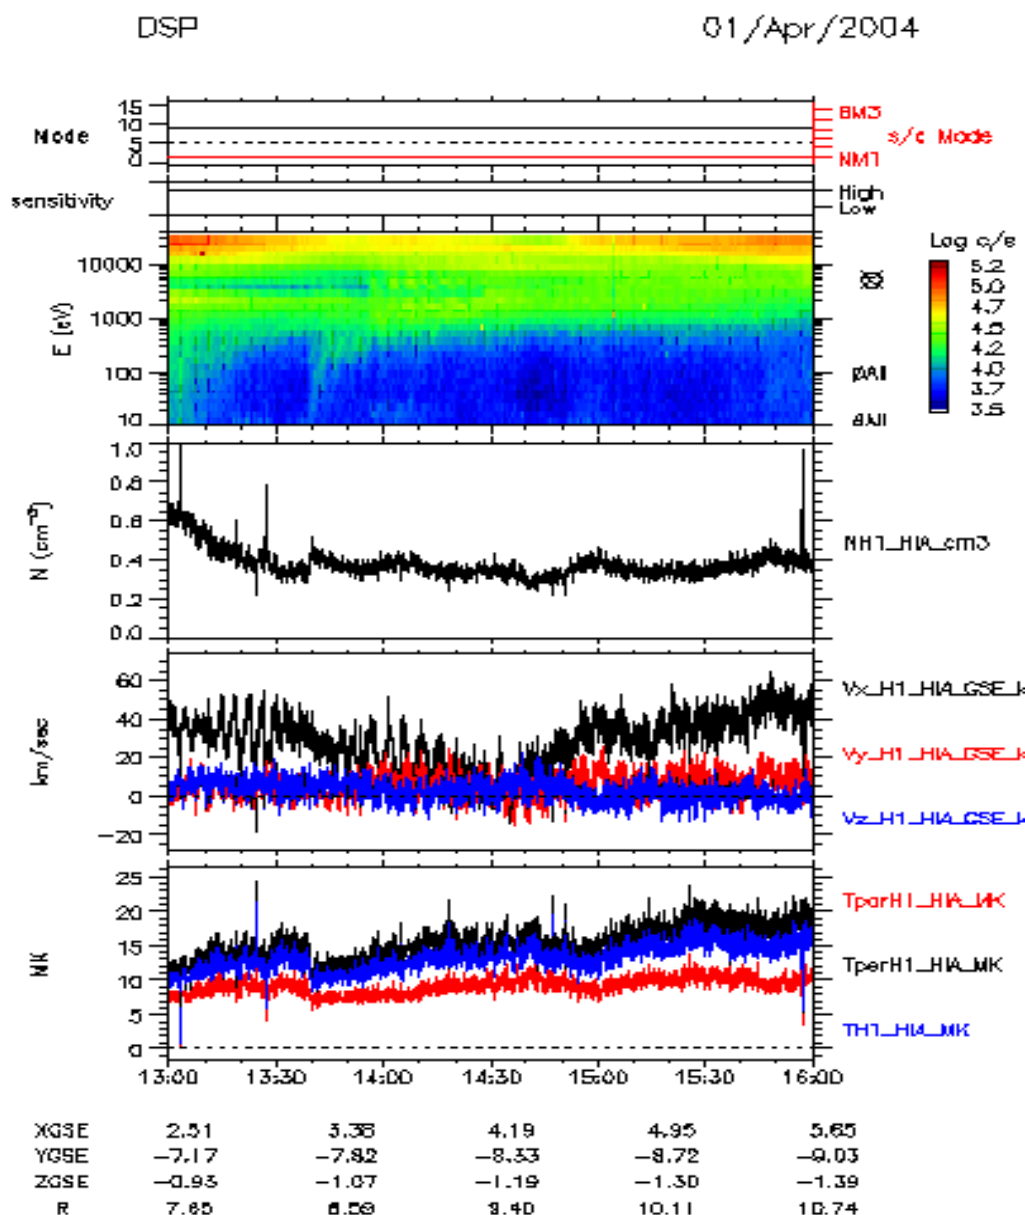 DSP 01/Apr/2004
15
10
5
0
Mode
BM3
NM1
s/c Mode
sensitivity
High
Low
10000
1000
100
10
E (eV)
Log c/s
5.2
5.0
4.7
4.5
4.2
4.0
3.7
3.5
1.0
0.8
0.6
0.4
0.2
0.0
N (cm⁻³)
NH1_HIA_cm3
60
40
20
0
−20
km/sec
Vx_H1_HIA_GSE_k
Vy_H1_HIA_GSE_k
Vz_H1_HIA_GSE_k
25
20
15
10
5
0
MK
TparH1_HIA_MK
TperH1_HIA_MK
TH1_HIA_MK
13:00 13:30 14:00 14:30 15:00 15:30 16:00
XGSE 2.51 3.38 4.19 4.95 5.65
YGSE −7.17 −7.82 −8.33 −8.72 −9.03
ZGSE −0.93 −1.07 −1.19 −1.30 −1.39
R 7.65 8.59 9.40 10.11 10.74